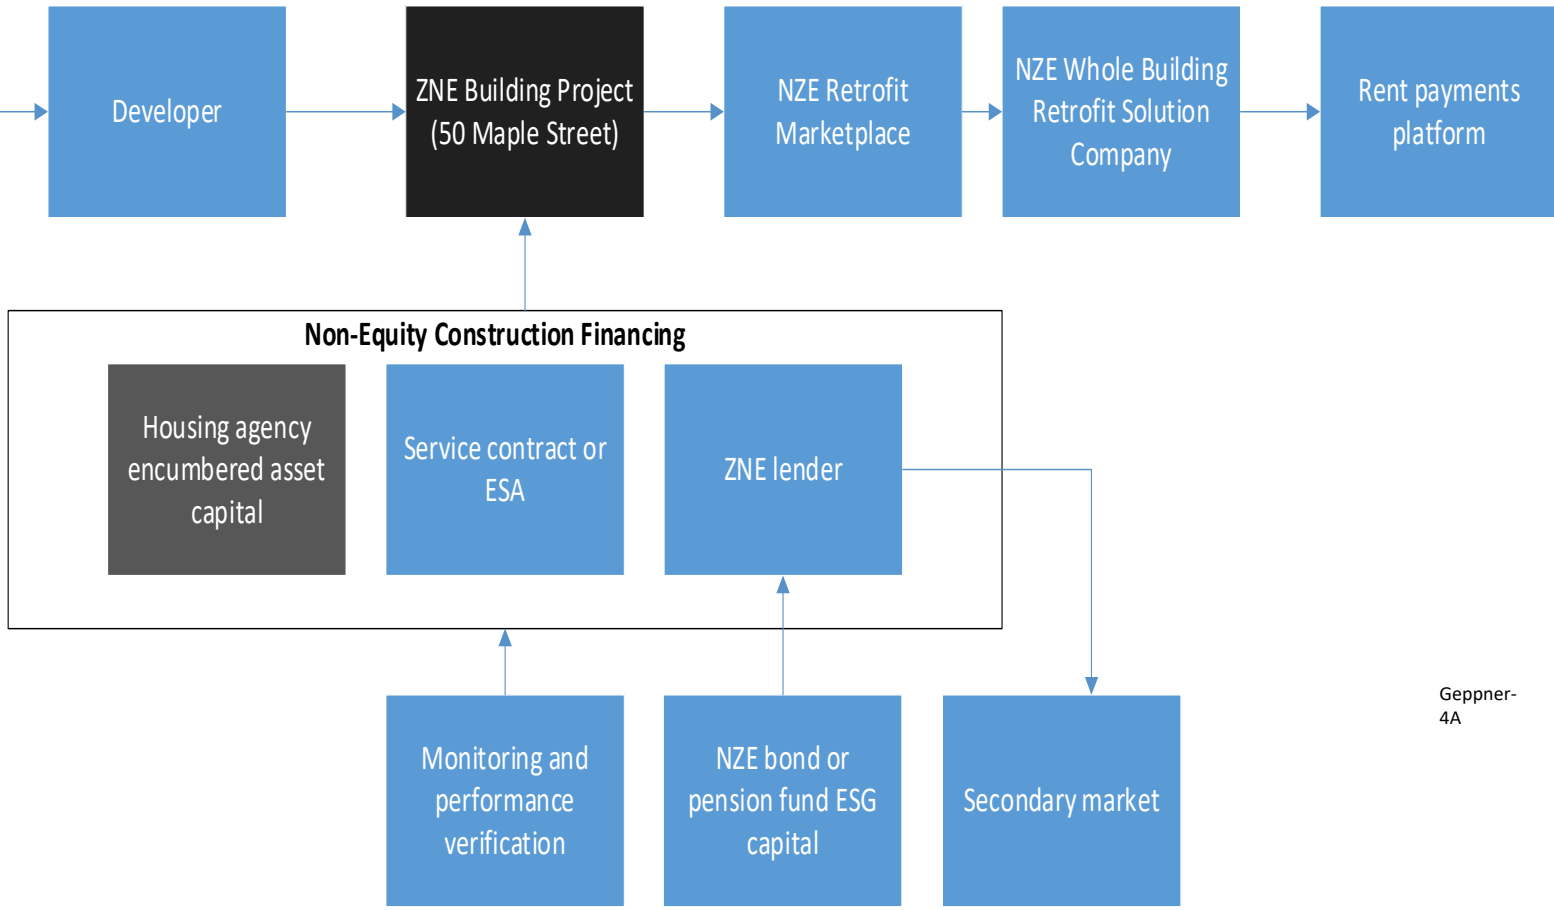 Developer
ZNE Building Project
(50 Maple Street)
NZE Retrofit
Marketplace
NZE Whole Building
Retrofit Solution
Company
Rent payments
platform
Non-Equity Construction Financing
Housing agency
encumbered asset
capital
Service contract or
ESA
ZNE lender
Monitoring and
performance
verification
NZE bond or
pension fund ESG
capital
Secondary market
Geppner-
4A